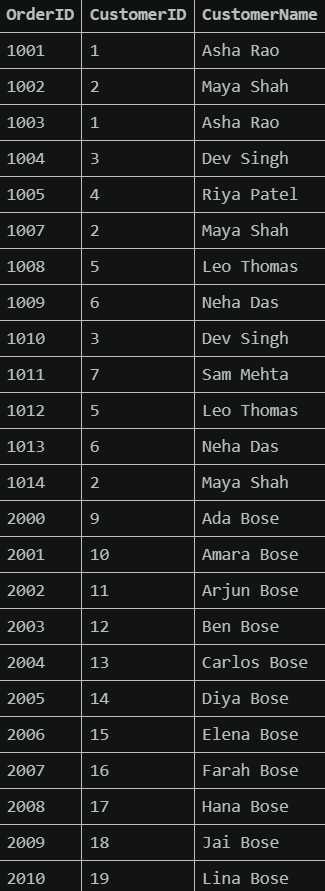 OrderID CustomerID CustomerName
1001 1 Asha Rao
1002 2 Maya Shah
1003 1 Asha Rao
1004 3 Dev Singh
1005 4 Riya Patel
1007 2 Maya Shah
1008 5 Leo Thomas
1009 6 Neha Das
1010 3 Dev Singh
1011 7 Sam Mehta
1012 5 Leo Thomas
1013 6 Neha Das
1014 2 Maya Shah
2000 9 Ada Bose
2001 10 Amara Bose
2002 11 Arjun Bose
2003 12 Ben Bose
2004 13 Carlos Bose
2005 14 Diya Bose
2006 15 Elena Bose
2007 16 Farah Bose
2008 17 Hana Bose
2009 18 Jai Bose
2010 19 Lina Bose